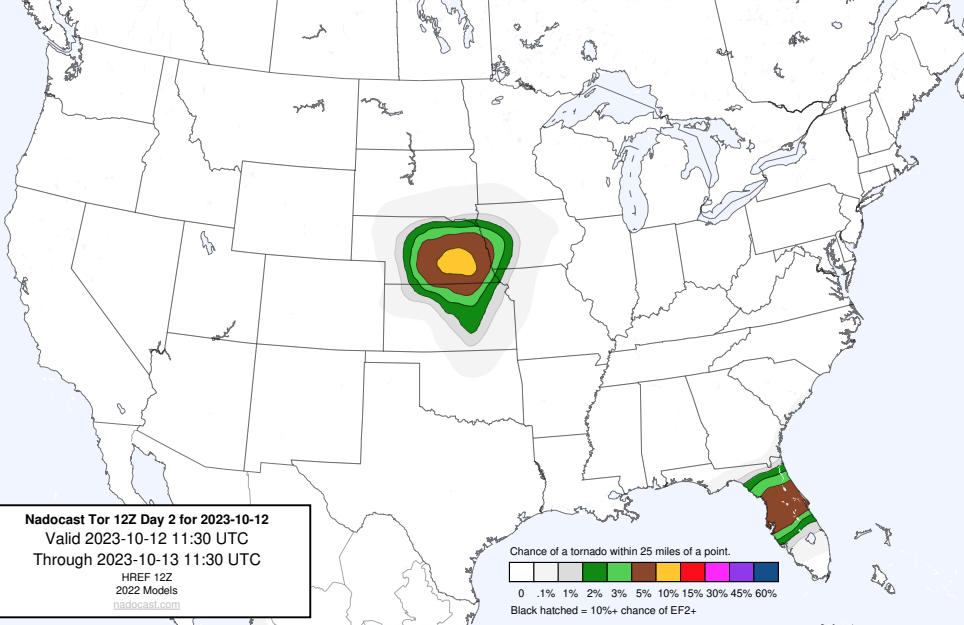 Nadocast Tor 12Z Day 2 for 2023-10-12
Valid 2023-10-12 11:30 UTC
Through 2023-10-13 11:30 UTC
HREF 12Z
2022 Models
nadocast.com
Chance of a tornado within 25 miles of a point.
0 .1% 1% 2% 3% 5% 10% 15% 30% 45% 60%
Black hatched = 10%+ chance of EF2+